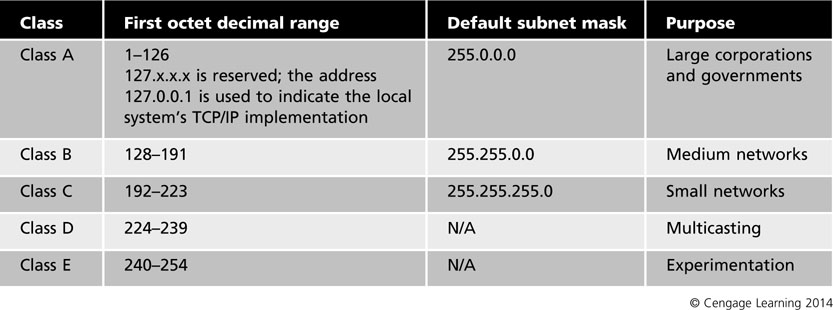 Class First octet decimal range Default subnet mask Purpose
Class A 1–126 255.0.0.0 Large corporations
127.x.x.x is reserved; the address and governments
127.0.0.1 is used to indicate the local
system's TCP/IP implementation
Class B 128–191 255.255.0.0 Medium networks
Class C 192–223 255.255.255.0 Small networks
Class D 224–239 N/A Multicasting
Class E 240–254 N/A Experimentation
© Cengage Learning 2014